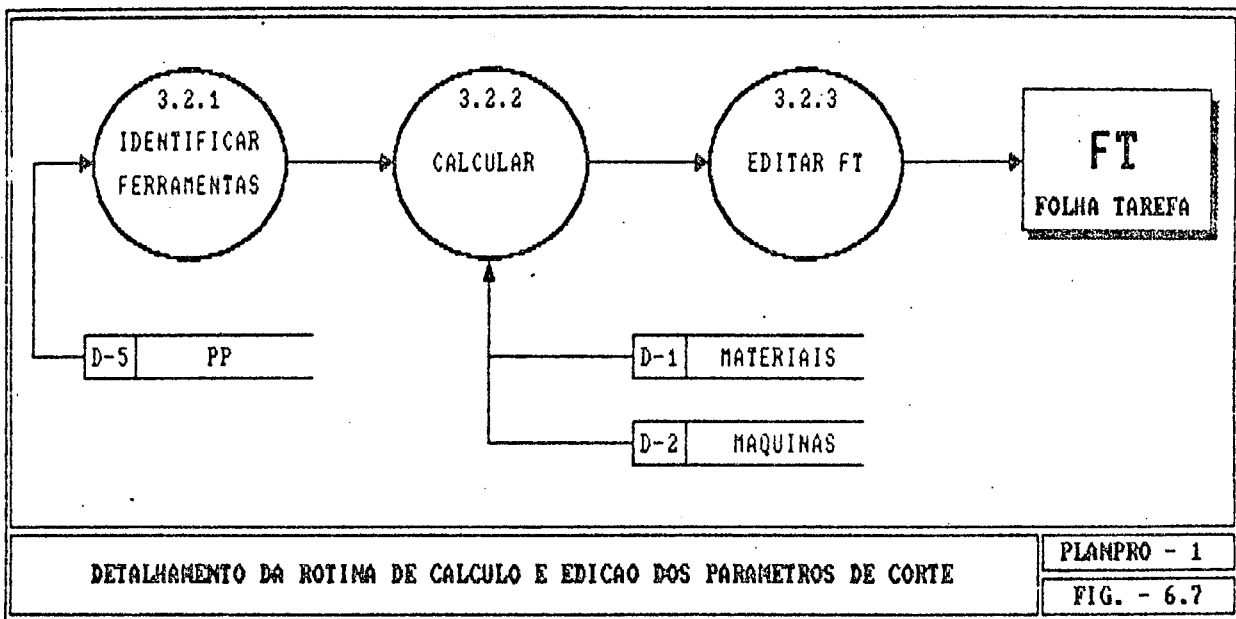 3.2.1
IDENTIFICAR
FERRAMENTAS
3.2.2
CALCULAR
3.2.3
EDITAR FT
FT
FOLHA TAREFA
D-5 PP
D-1 MATERIAIS
D-2 MAQUINAS
DETALHAMENTO DA ROTINA DE CALCULO E EDICAO DOS PARAMETROS DE CORTE
PLANPRO - 1
FIG. - 6.7